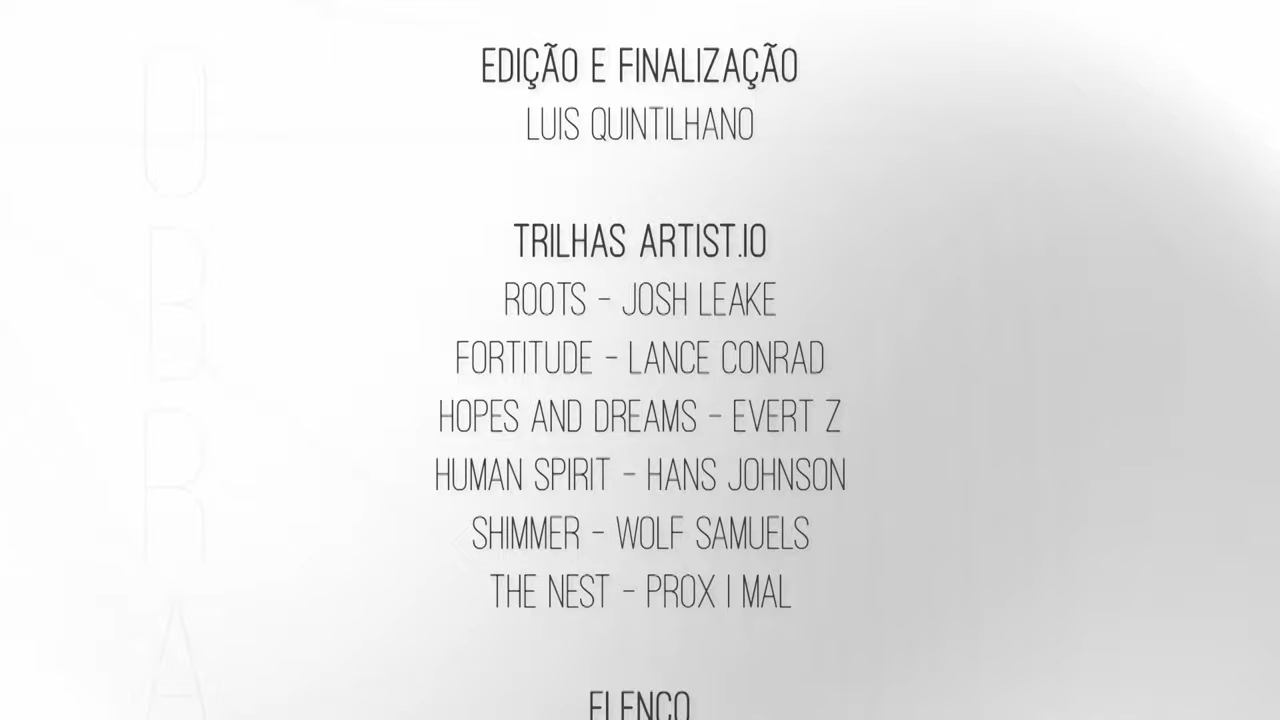 EDIÇÃO E FINALIZAÇÃO
LUIS QUINTILHANO
TRILHAS ARTIST.IO
ROOTS - JOSH LEAKE
FORTITUDE - LANCE CONRAD
HOPES AND DREAMS - EVERT Z
HUMAN SPIRIT - HANS JOHNSON
SHIMMER - WOLF SAMUELS
THE NEST - PROX I MAL
ELENCO